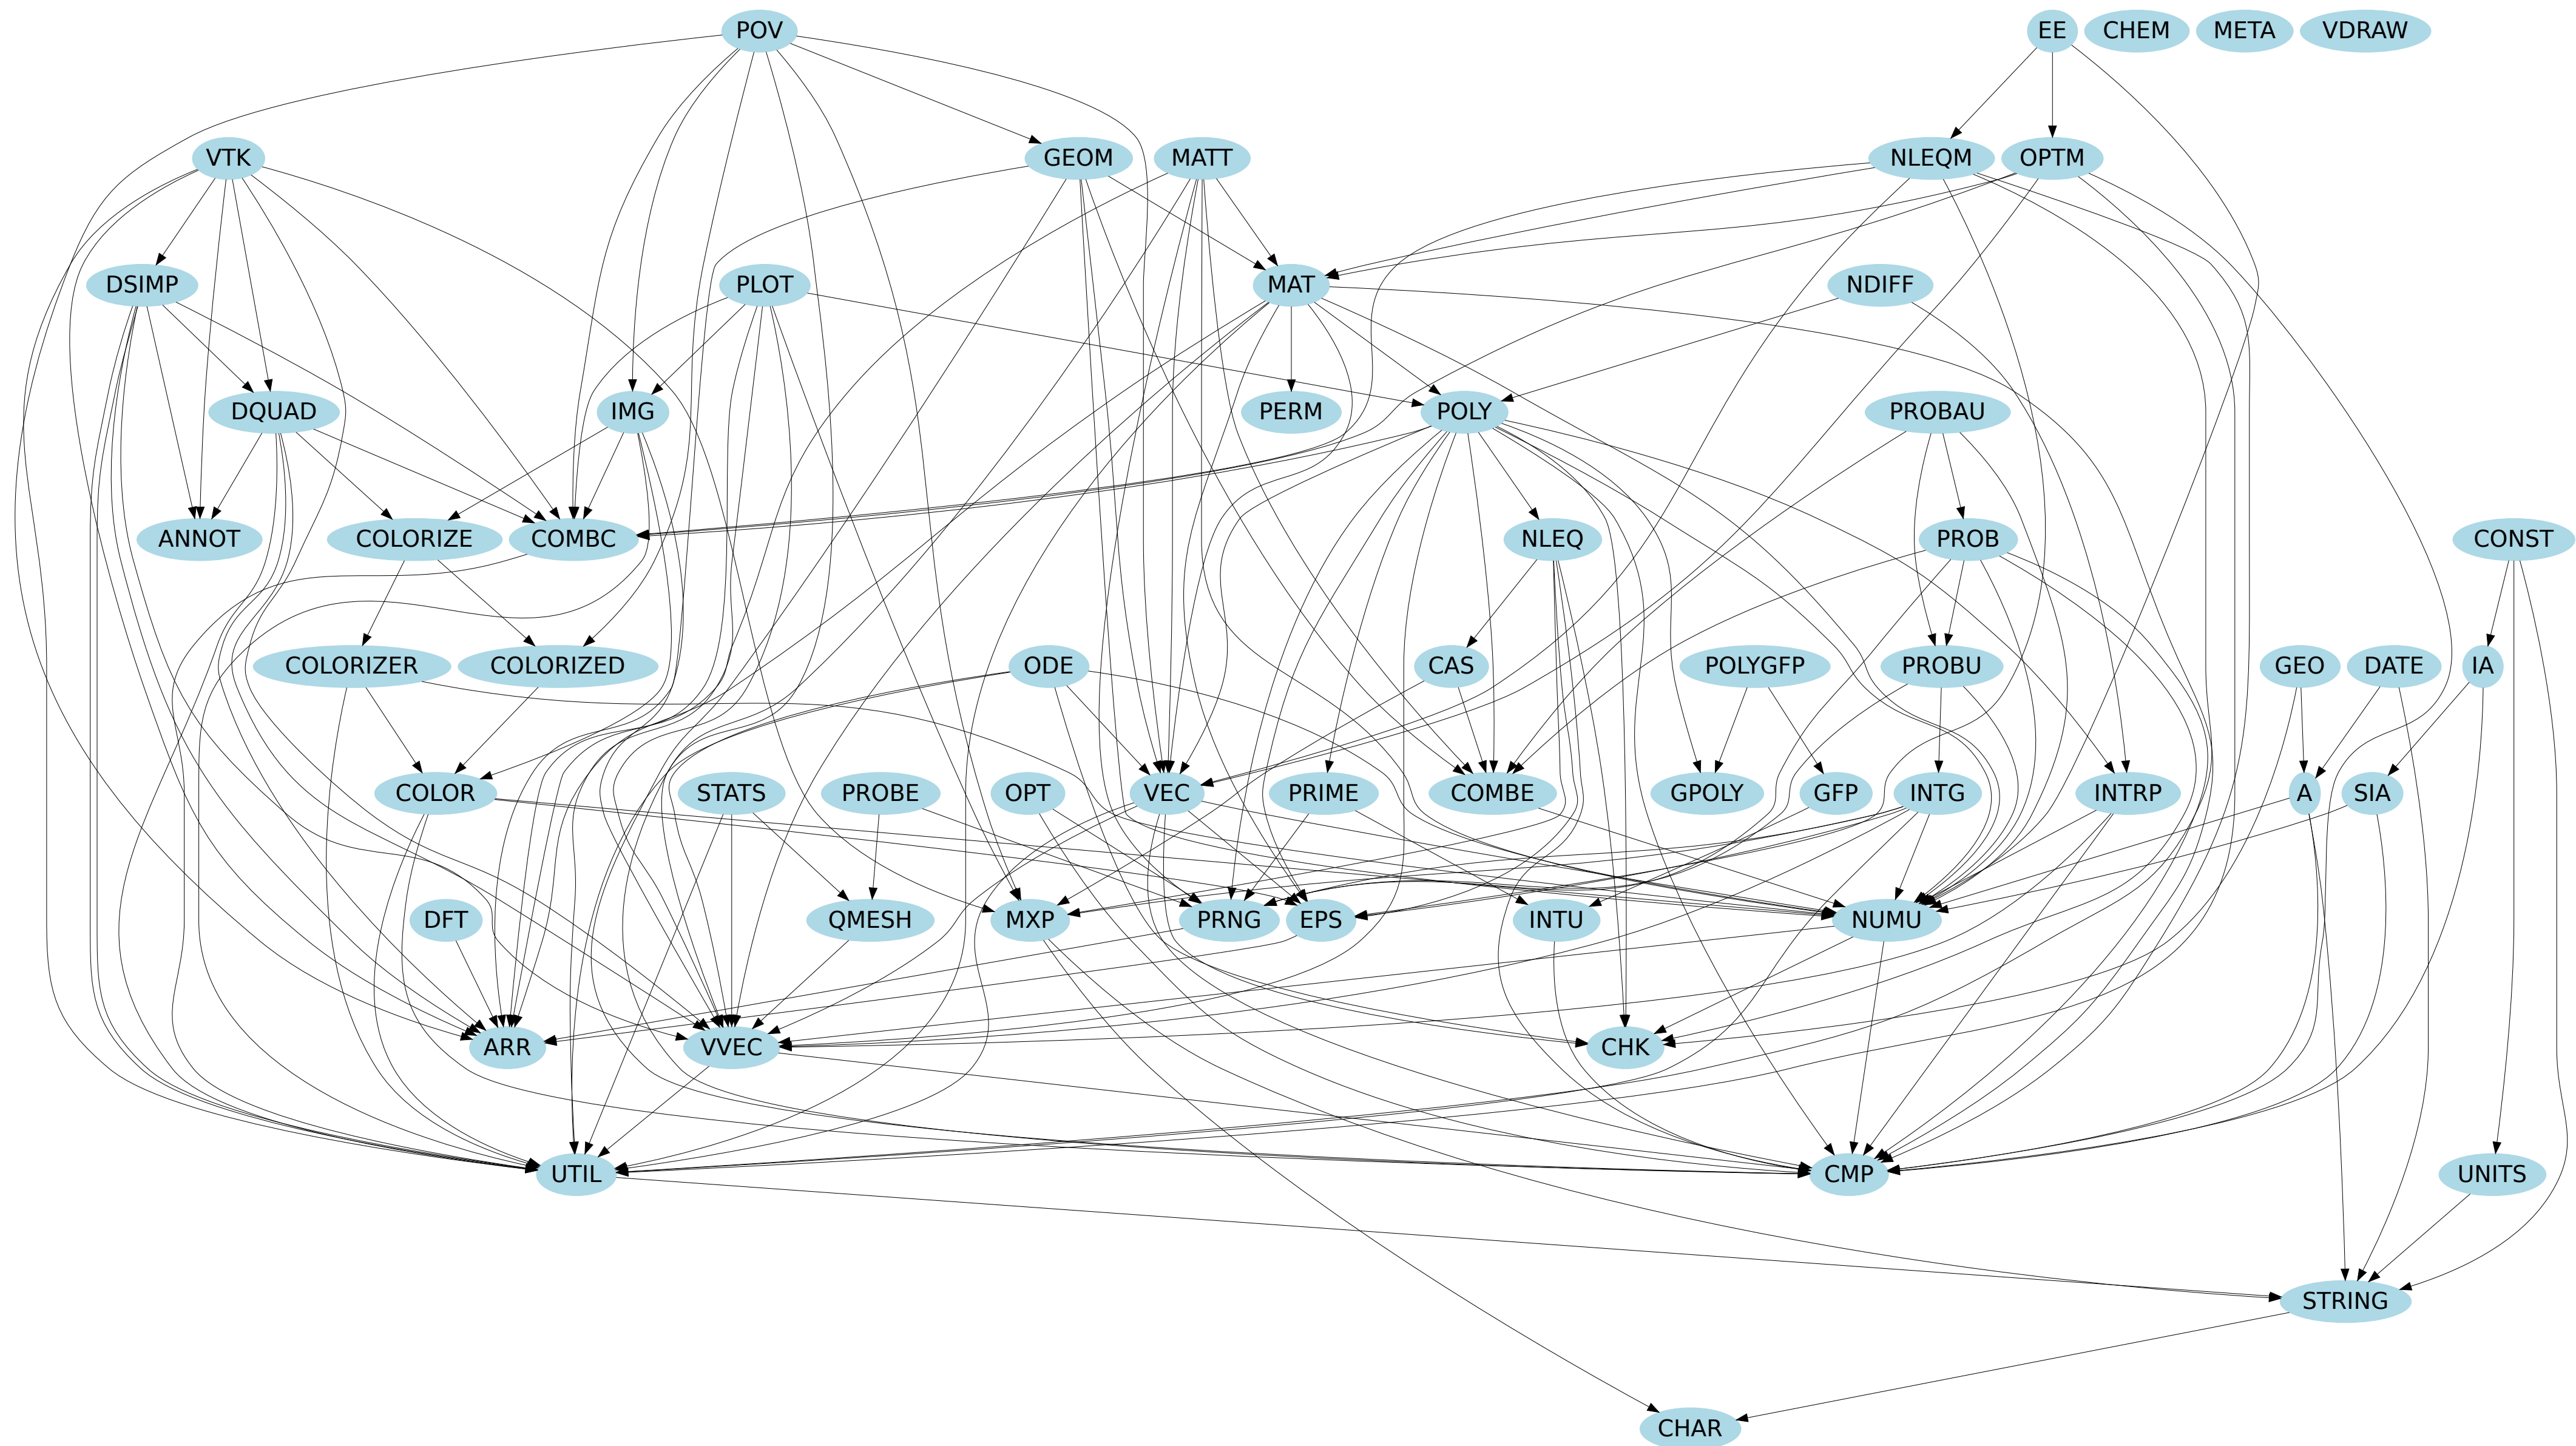 POV
EE
CHEM
META
VDRAW
VTK
GEOM
MATT
NLEQM
OPTM
DSIMP
PLOT
MAT
NDIFF
DQUAD
IMG
PERM
POLY
PROBAU
ANNOT
COLORIZE
COMBC
NLEQ
PROB
CONST
COLORIZER
COLORIZED
ODE
CAS
POLYGFP
PROBU
GEO
DATE
IA
COLOR
STATS
PROBE
OPT
VEC
PRIME
COMBE
GPOLY
GFP
INTG
INTRP
A
SIA
DFT
QMESH
MXP
PRNG
EPS
INTU
NUMU
ARR
VVEC
CHK
UTIL
CMP
UNITS
STRING
CHAR